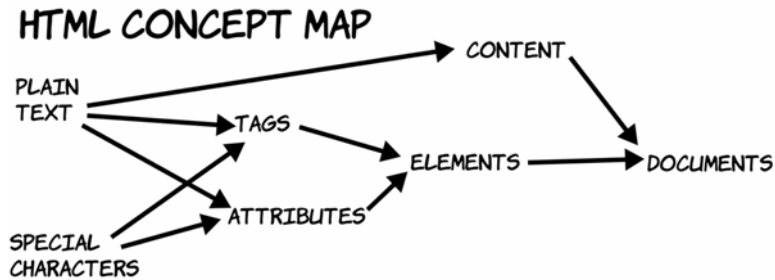 HTML CONCEPT MAP
CONTENT
PLAIN
TEXT
TAGS
ELEMENTS
DOCUMENTS
ATTRIBUTES
SPECIAL
CHARACTERS